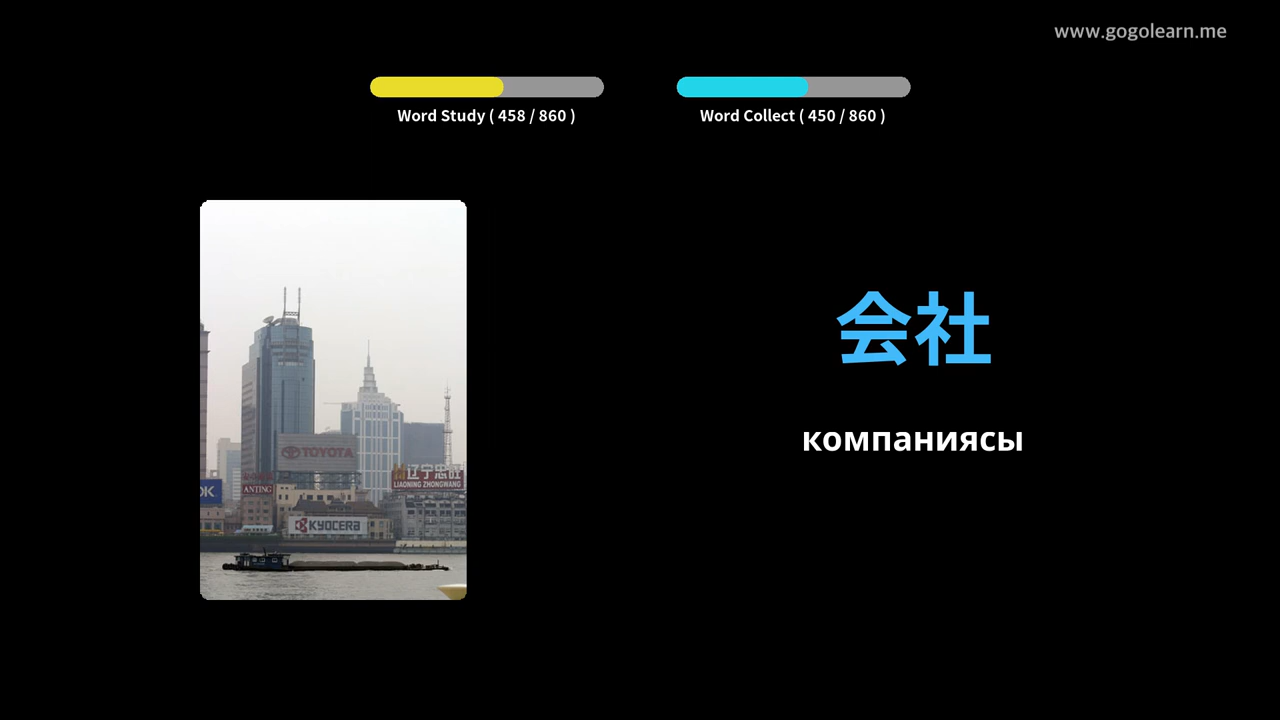 www.gogolearn.me
Word Study ( 458 / 860 )
Word Collect ( 450 / 860 )
会社
компаниясы
TOYOTA
辽宁忠旺
LIAONING ZHONGWANG
ANTING
OK
KYOCERA